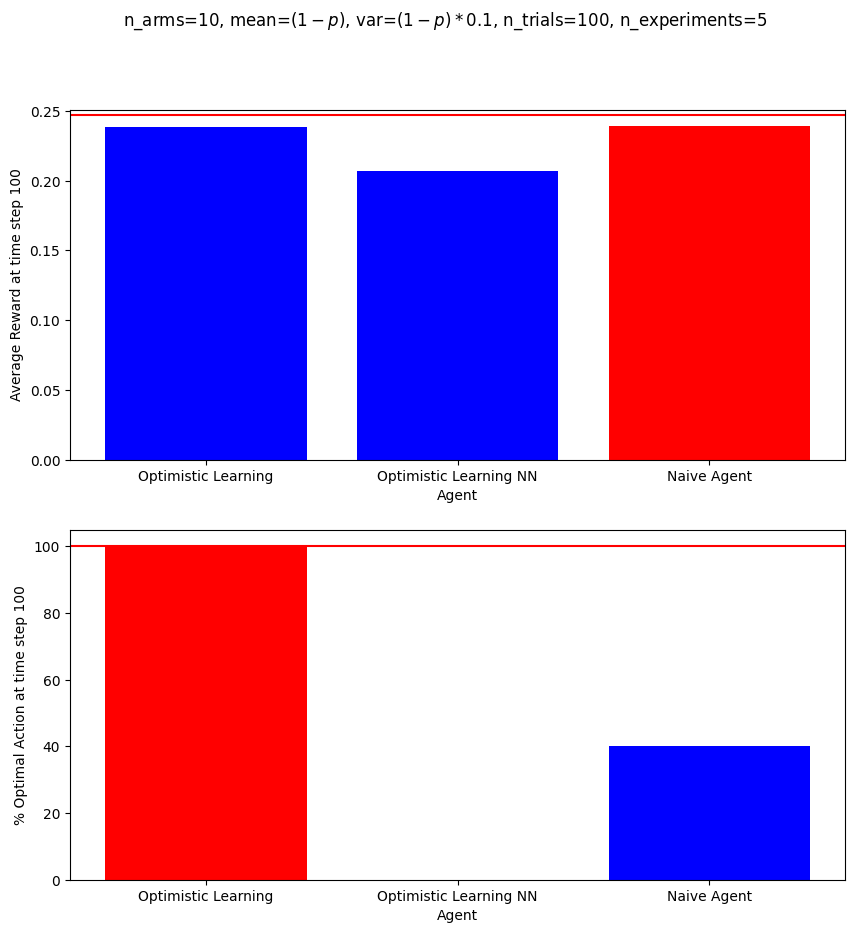 n_arms=10, mean=(1 − p), var=(1 − p) * 0.1, n_trials=100, n_experiments=5
Average Reward at time step 100
0.25
0.20
0.15
0.10
0.05
0.00
Optimistic Learning
Optimistic Learning NN
Naive Agent
Agent
% Optimal Action at time step 100
100
80
60
40
20
0
Optimistic Learning
Optimistic Learning NN
Naive Agent
Agent